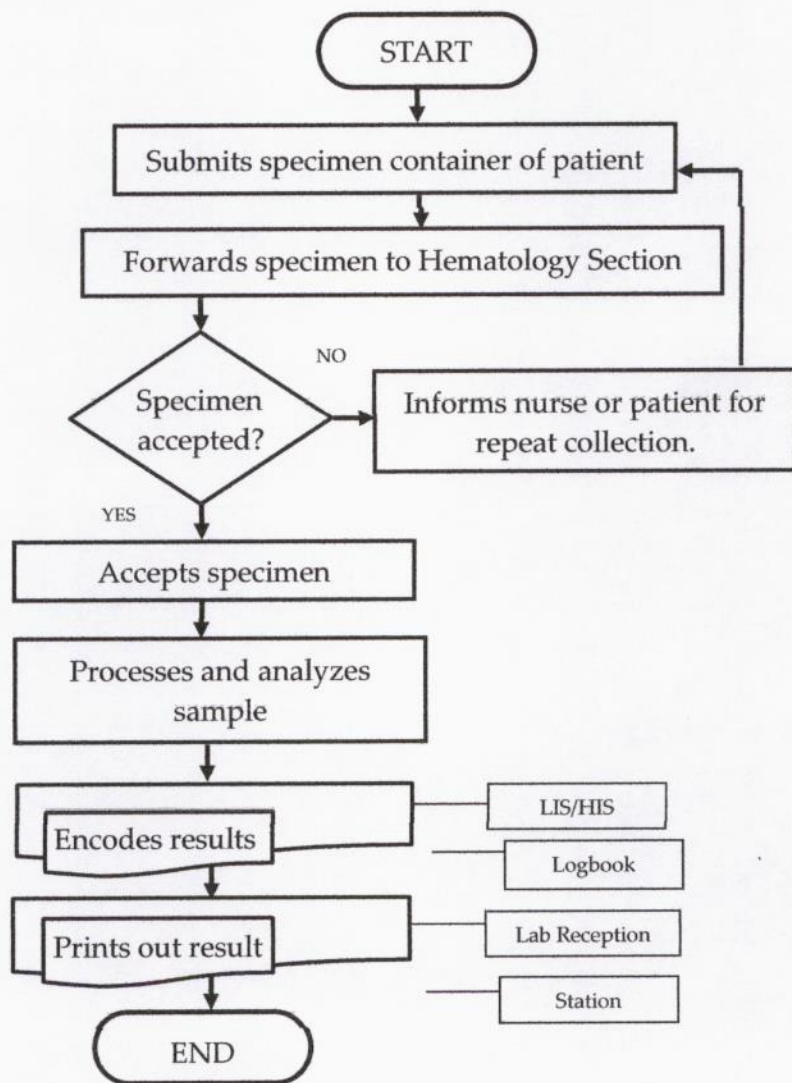 START
Submits specimen container of patient
Forwards specimen to Hematology Section
NO
Specimen
accepted?
Informs nurse or patient for
repeat collection.
YES
Accepts specimen
Processes and analyzes
sample
Encodes results
LIS/HIS
Logbook
Prints out result
Lab Reception
Station
END